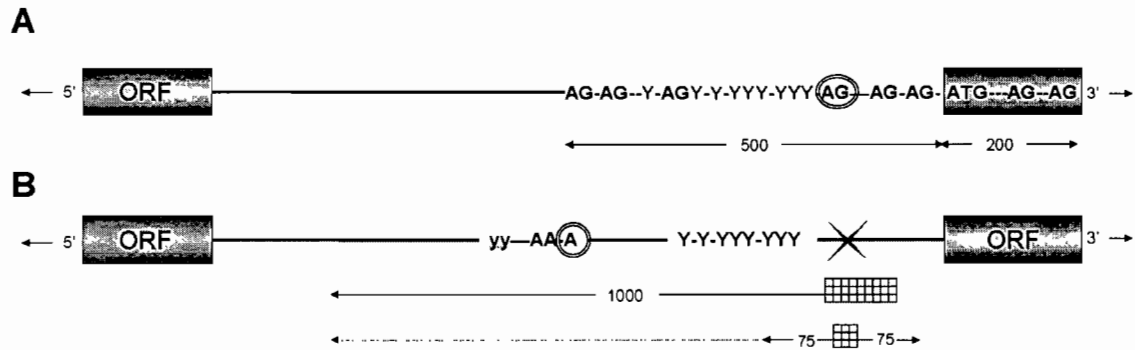 A
5' ORF AG-AG--Y-AGY-Y-YYY-YYY AG—AG-AG- ATG---AG--AG 3'
500 200
B
5' ORF yy—AA-A Y-Y-YYY-YYY ORF 3'
1000
75 75